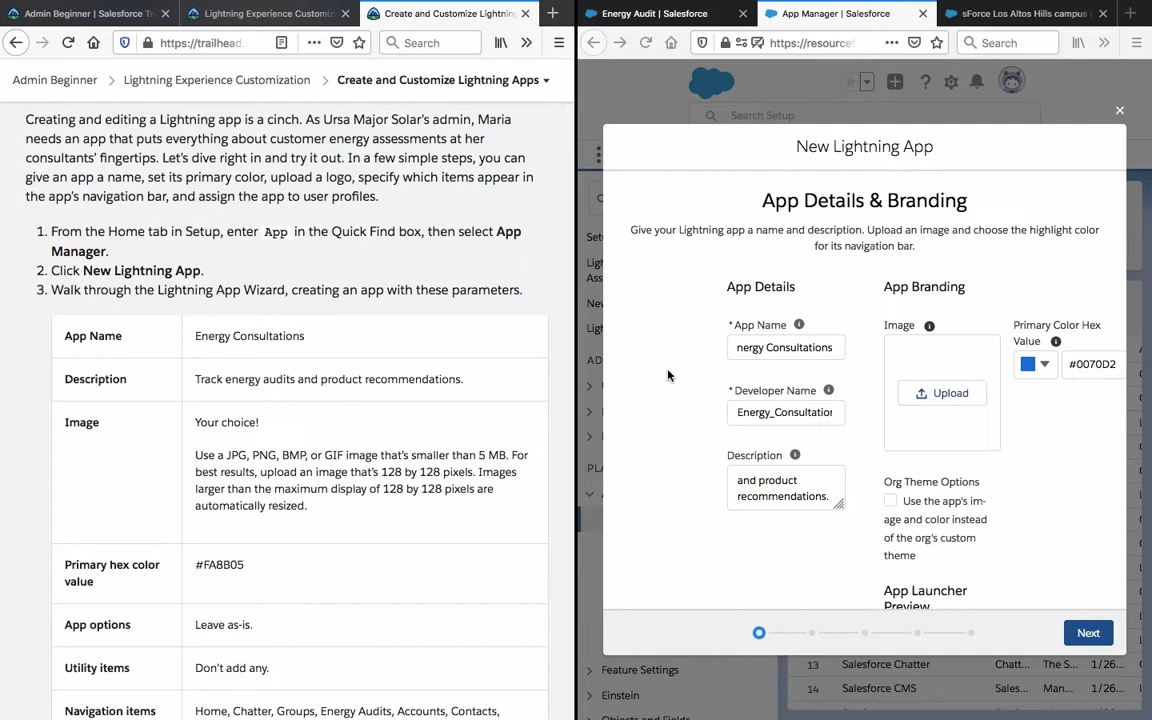 Admin Beginner | Salesforce Tr
Lightning Experience Customiz
Create and Customize Lightning
https://trailhead.
Search
Admin Beginner
Lightning Experience Customization
Create and Customize Lightning Apps
Creating and editing a Lightning app is a cinch. As Ursa Major Solar's admin, Maria
needs an app that puts everything about customer energy assessments at her
consultants' fingertips. Let's dive right in and try it out. In a few simple steps, you can
give an app a name, set its primary color, upload a logo, specify which items appear in
the app's navigation bar, and assign the app to user profiles.
1. From the Home tab in Setup, enter App in the Quick Find box, then select App
Manager.
2. Click New Lightning App.
3. Walk through the Lightning App Wizard, creating an app with these parameters.
App Name
Energy Consultations
Description
Track energy audits and product recommendations.
Image
Your choice!
Use a JPG, PNG, BMP, or GIF image that's smaller than 5 MB. For
best results, upload an image that's 128 by 128 pixels. Images
larger than the maximum display of 128 by 128 pixels are
automatically resized.
Primary hex color
value
#FA8B05
App options
Leave as-is.
Utility items
Don't add any.
Navigation items
Home, Chatter, Groups, Energy Audits, Accounts, Contacts,
Energy Audit | Salesforce
App Manager | Salesforce
sForce Los Altos Hills campus
https://resource
Search
Search Setup
New Lightning App
App Details & Branding
Give your Lightning app a name and description. Upload an image and choose the highlight color
for its navigation bar.
App Details
App Branding
* App Name
nergy Consultations
* Developer Name
Energy_Consultation
Description
and product
recommendations.
Image
Upload
Primary Color Hex
Value
#0070D2
Org Theme Options
Use the app's im-
age and color instead
of the org's custom
theme
App Launcher
Preview
Next
Feature Settings
Einstein
Objects and Fields
13 Salesforce Chatter Chatt... The S... 1/26...
14 Salesforce CMS Sales... Man... 1/26...